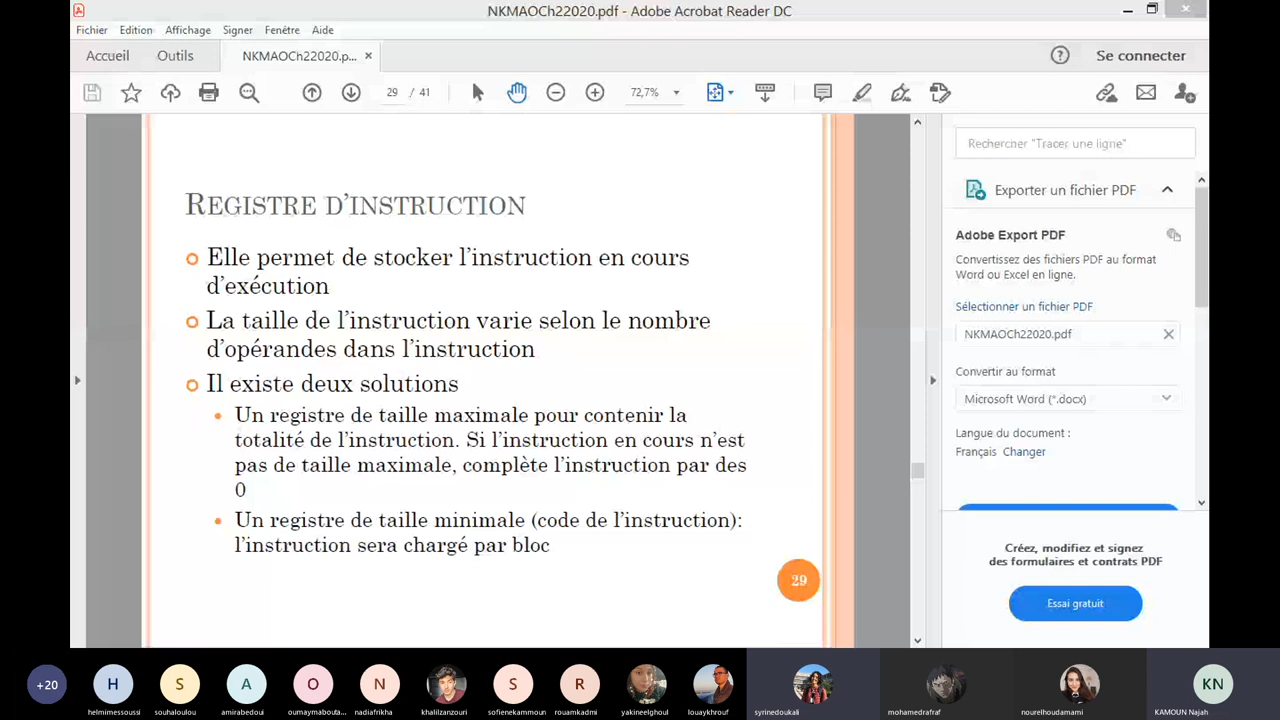 NKMAOCh22020.pdf - Adobe Acrobat Reader DC
Fichier Edition Affichage Signer Fenêtre Aide
Accueil Outils NKMAOCh22020.p... × Se connecter
29 / 41 72,7%
REGISTRE D'INSTRUCTION
Elle permet de stocker l'instruction en cours
d'exécution
La taille de l'instruction varie selon le nombre
d'opérandes dans l'instruction
Il existe deux solutions
Un registre de taille maximale pour contenir la
totalité de l'instruction. Si l'instruction en cours n'est
pas de taille maximale, complète l'instruction par des
0
Un registre de taille minimale (code de l'instruction):
l'instruction sera chargé par bloc
29
Rechercher "Tracer une ligne"
Exporter un fichier PDF
Adobe Export PDF
Convertissez des fichiers PDF au format
Word ou Excel en ligne.
Sélectionner un fichier PDF
NKMAOCh22020.pdf
Convertir au format
Microsoft Word (*.docx)
Langue du document :
Français Changer
Créez, modifiez et signez
des formulaires et contrats PDF
Essai gratuit
+20 H S A O N S R KN
helmimessoussi souhaloulou amirabedoui oumaymabouta... nadiafrikha khalilzanzouri sofienekammoun rouamkadmi yakineelghoul louaykhrouf syrinedoukali mohamedrafraf nourelhoudamami KAMOUN Najah